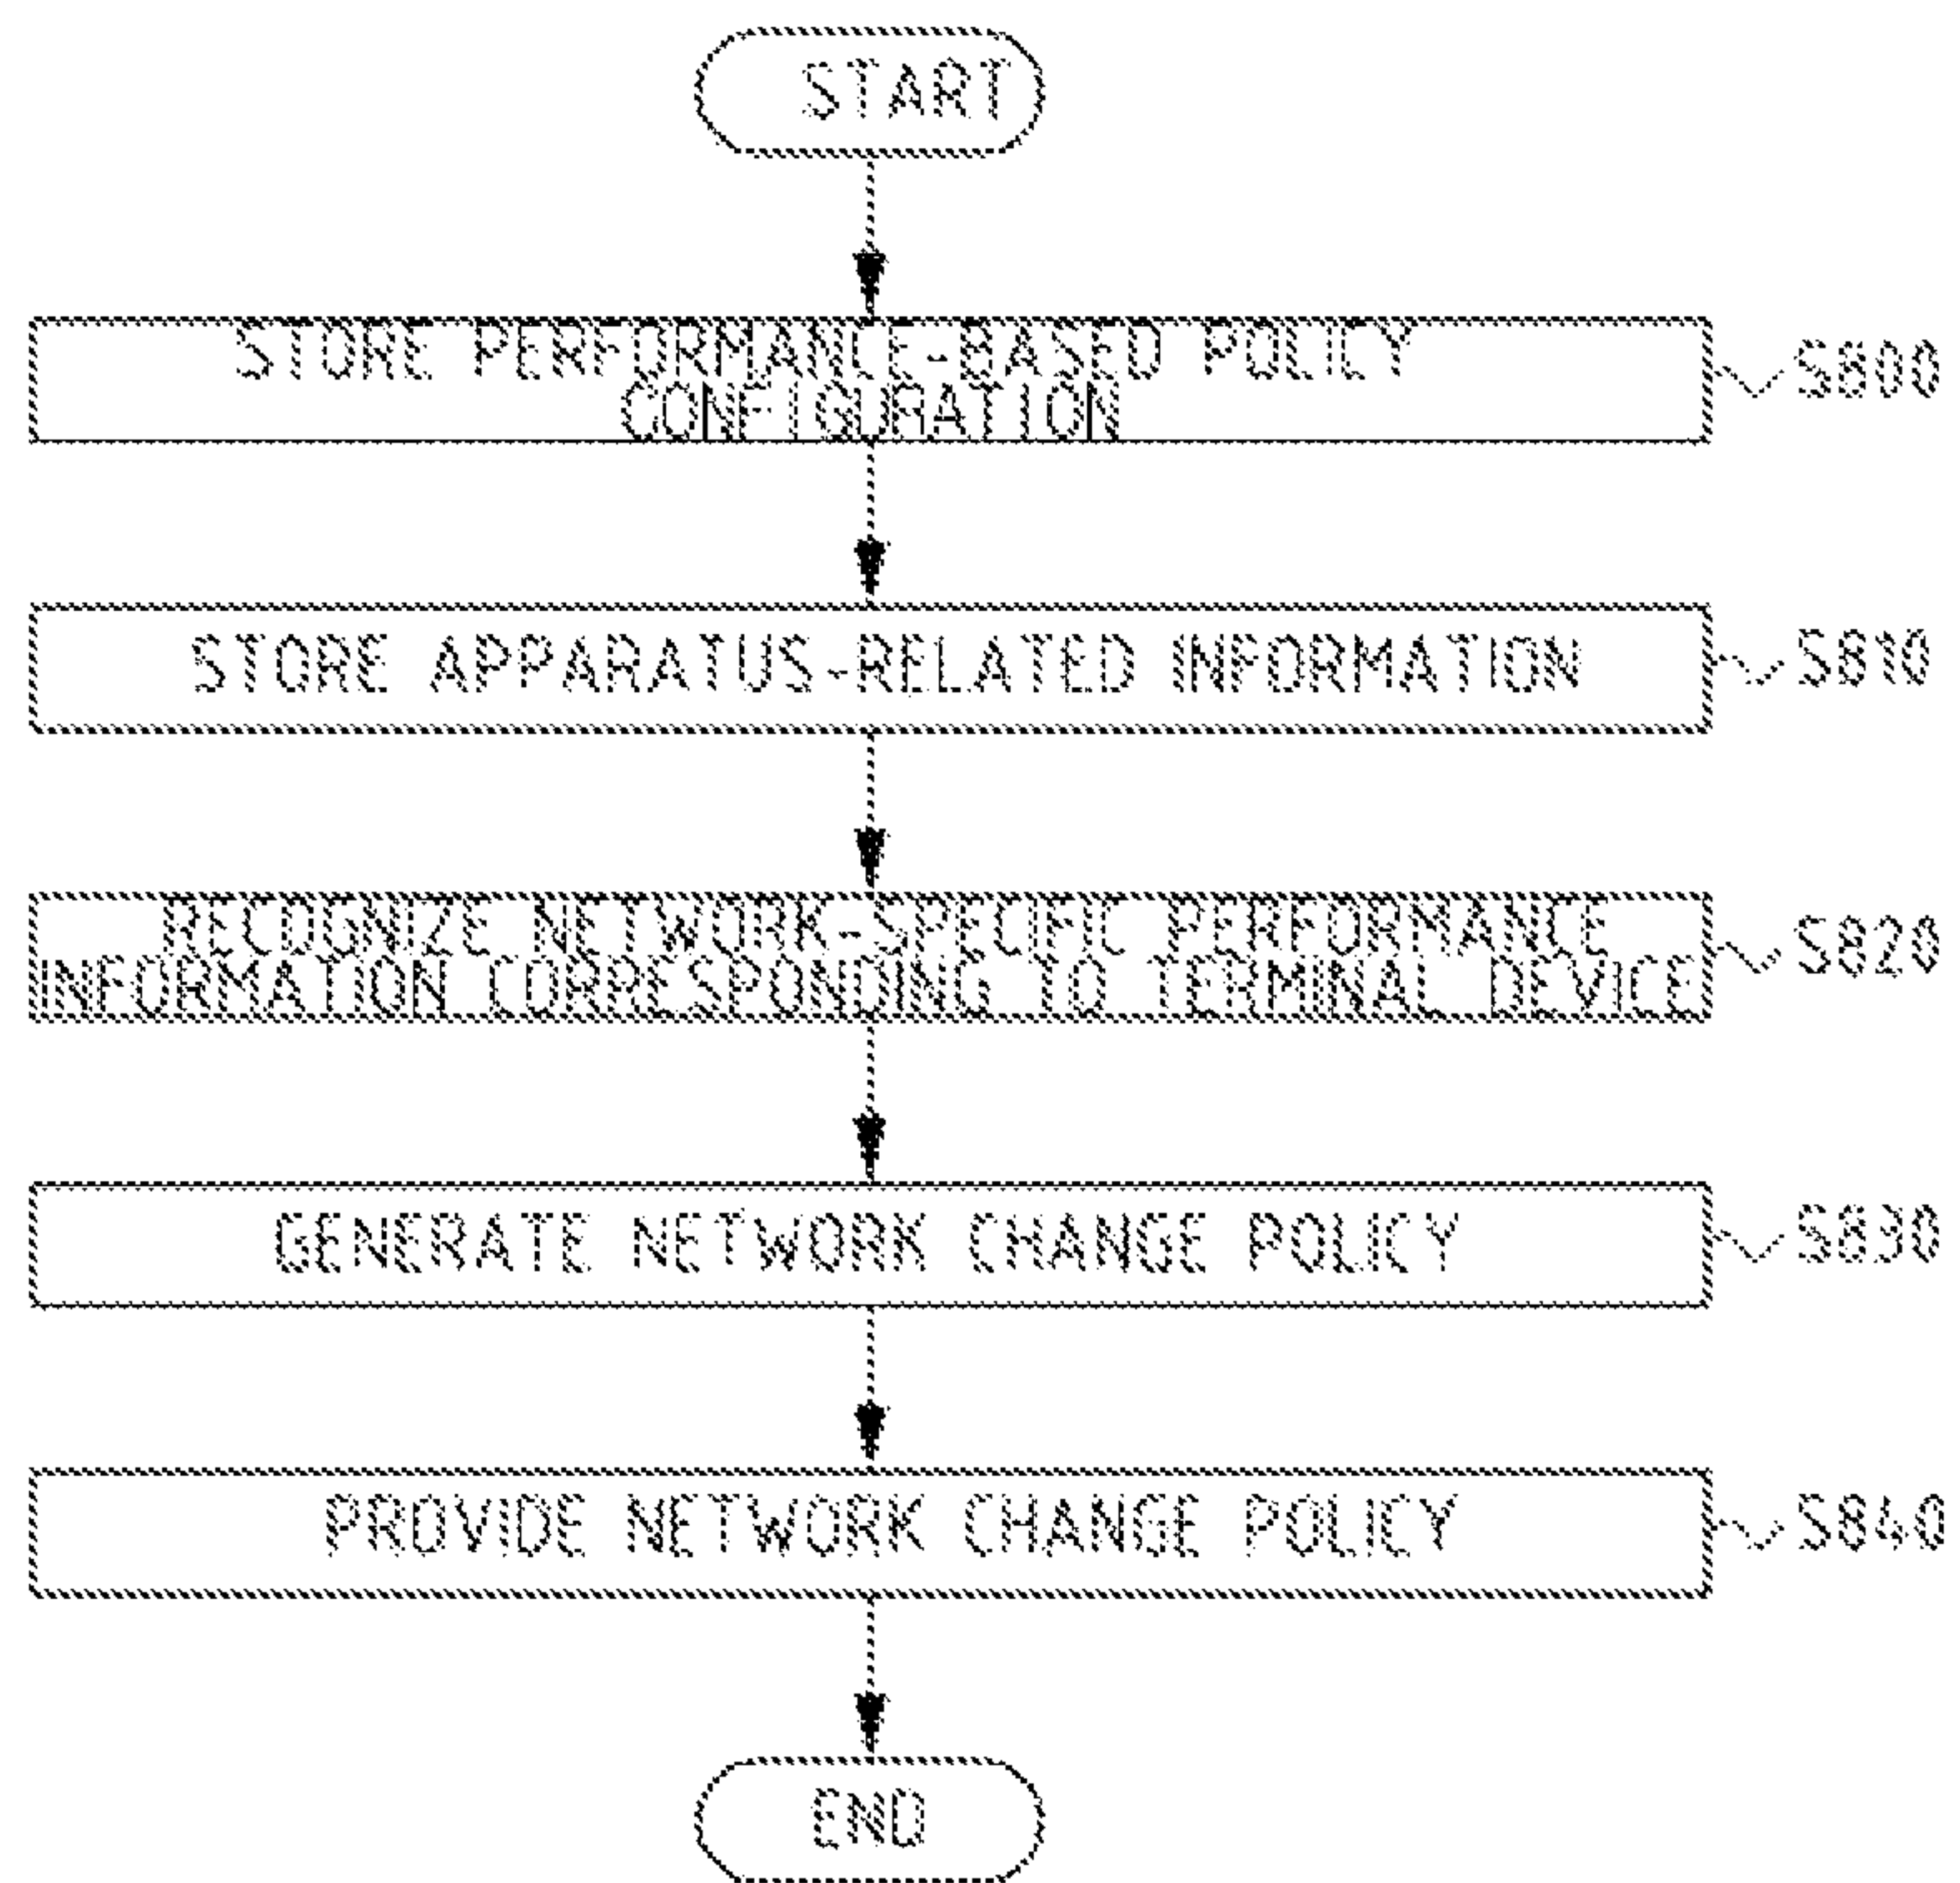 START
STORE PERFORMANCE-BASED POLICY
CONFIGURATION
S800
STORE APPARATUS-RELATED INFORMATION
S810
RECOGNIZE NETWORK-SPECIFIC PERFORMANCE
INFORMATION CORRESPONDING TO TERMINAL DEVICE
S820
GENERATE NETWORK CHANGE POLICY
S830
PROVIDE NETWORK CHANGE POLICY
S840
END